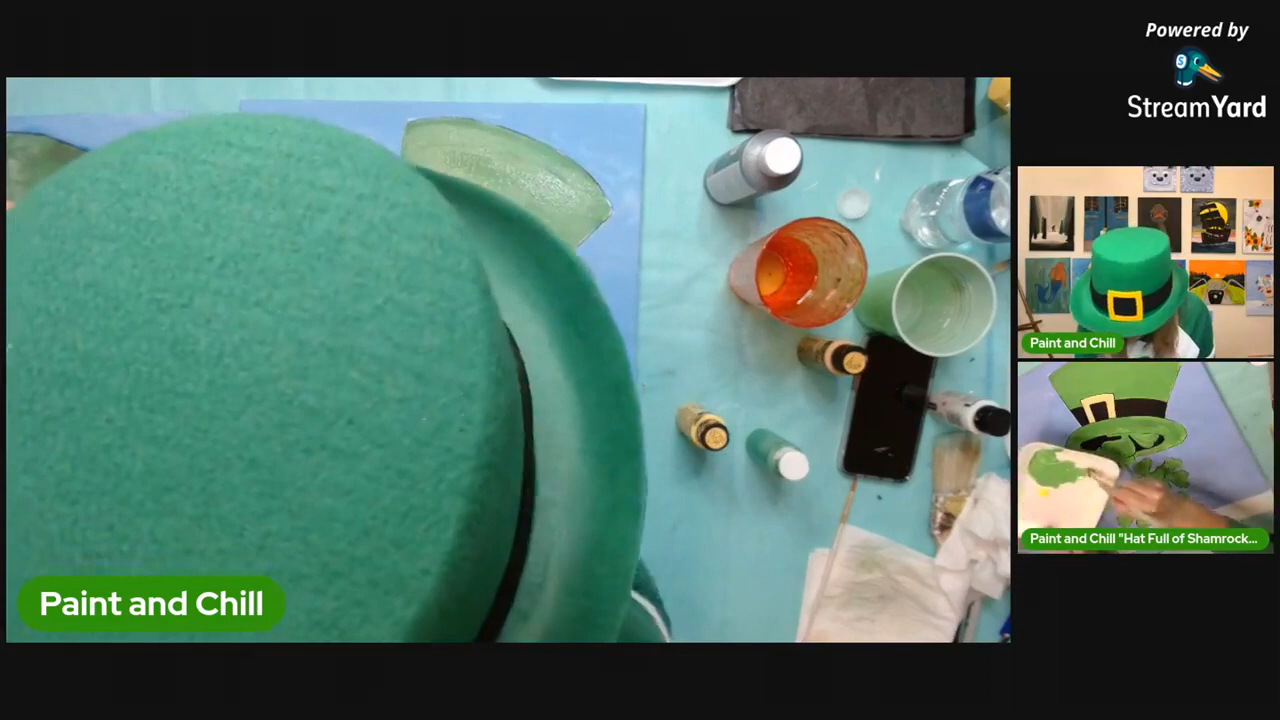 Powered by
StreamYard
Paint and Chill
Paint and Chill
Paint and Chill "Hat Full of Shamrock...